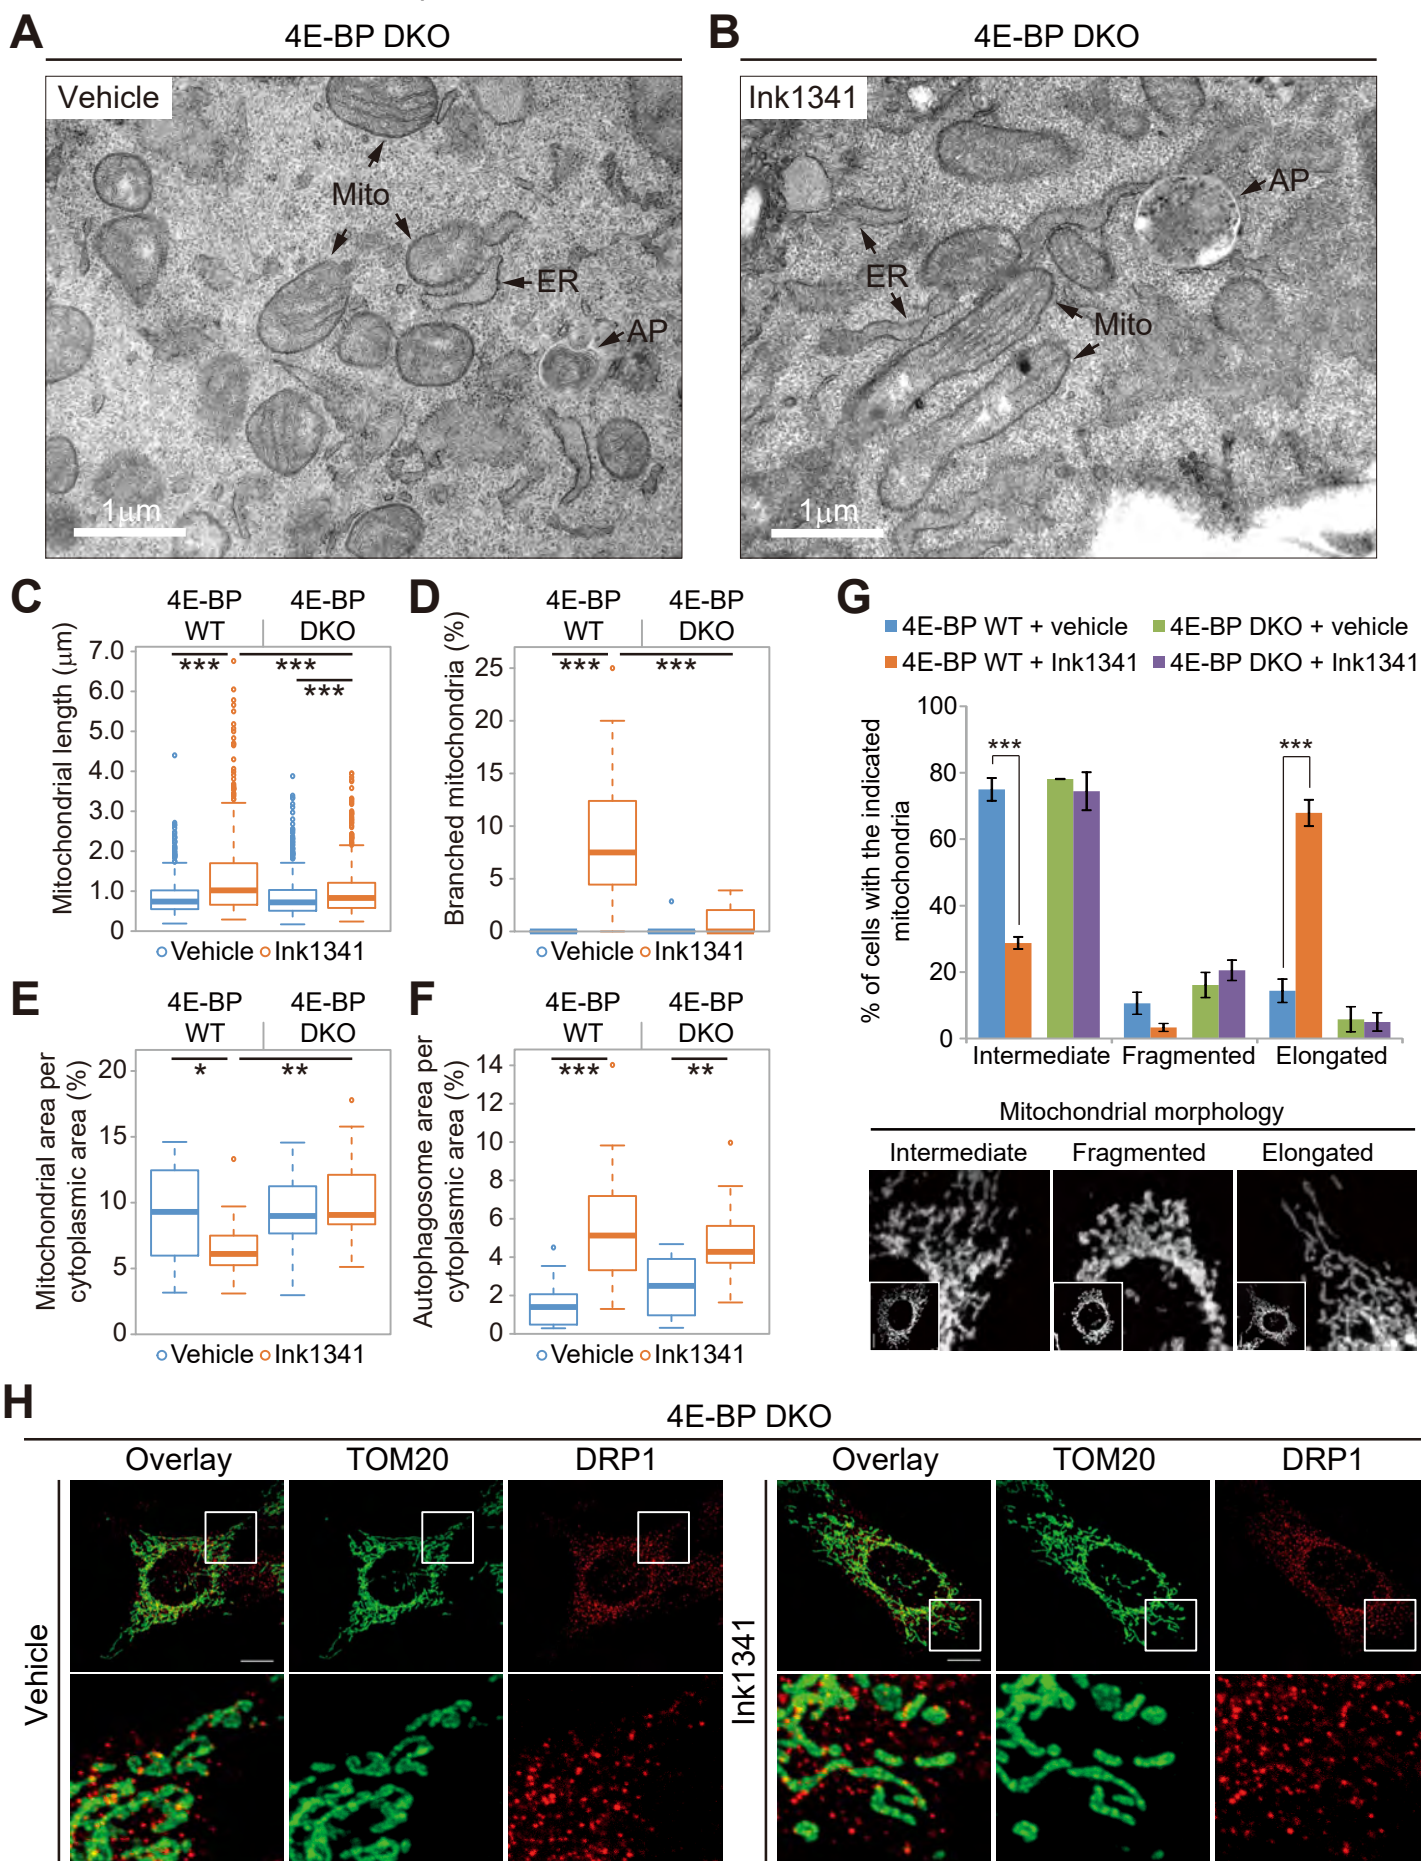 A
4E-BP DKO
Vehicle
Mito
ER
AP
1μm
B
4E-BP DKO
Ink1341
AP
ER
Mito
1μm
C
4E-BP 4E-BP
WT DKO
Mitochondrial length (μm)
7.0
6.0
5.0
4.0
3.0
2.0
1.0
0
*** ***
***
Vehicle Ink1341
D
4E-BP 4E-BP
WT DKO
Branched mitochondria (%)
25
20
15
10
5
0
*** ***
Vehicle Ink1341
E
4E-BP 4E-BP
WT DKO
Mitochondrial area per
cytoplasmic area (%)
20
15
10
5
0
* **
Vehicle Ink1341
F
4E-BP 4E-BP
WT DKO
Autophagosome area per
cytoplasmic area (%)
14
12
10
8
6
4
2
0
*** **
Vehicle Ink1341
G
4E-BP WT + vehicle 4E-BP DKO + vehicle
4E-BP WT + Ink1341 4E-BP DKO + Ink1341
% of cells with the indicated
mitochondria
100
80
60
40
20
0
*** ***
Intermediate Fragmented Elongated
Mitochondrial morphology
Intermediate Fragmented Elongated
H
4E-BP DKO
Overlay TOM20 DRP1 Overlay TOM20 DRP1
Vehicle
Ink1341